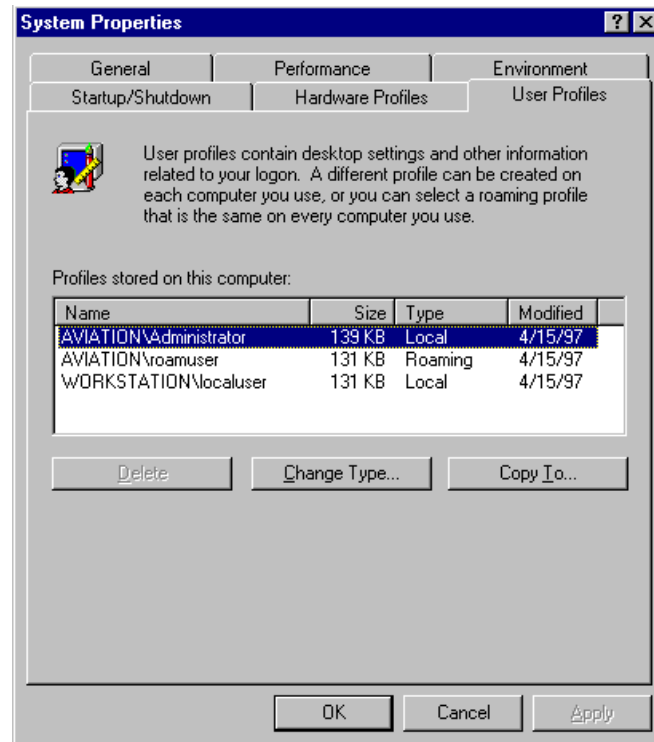 System Properties
General Performance Environment
Startup/Shutdown Hardware Profiles User Profiles
User profiles contain desktop settings and other information
related to your logon. A different profile can be created on
each computer you use, or you can select a roaming profile
that is the same on every computer you use.
Profiles stored on this computer:
Name Size Type Modified
AVIATION\Administrator 139 KB Local 4/15/97
AVIATION\roamuser 131 KB Roaming 4/15/97
WORKSTATION\localuser 131 KB Local 4/15/97
Delete Change Type... Copy To...
OK Cancel Apply